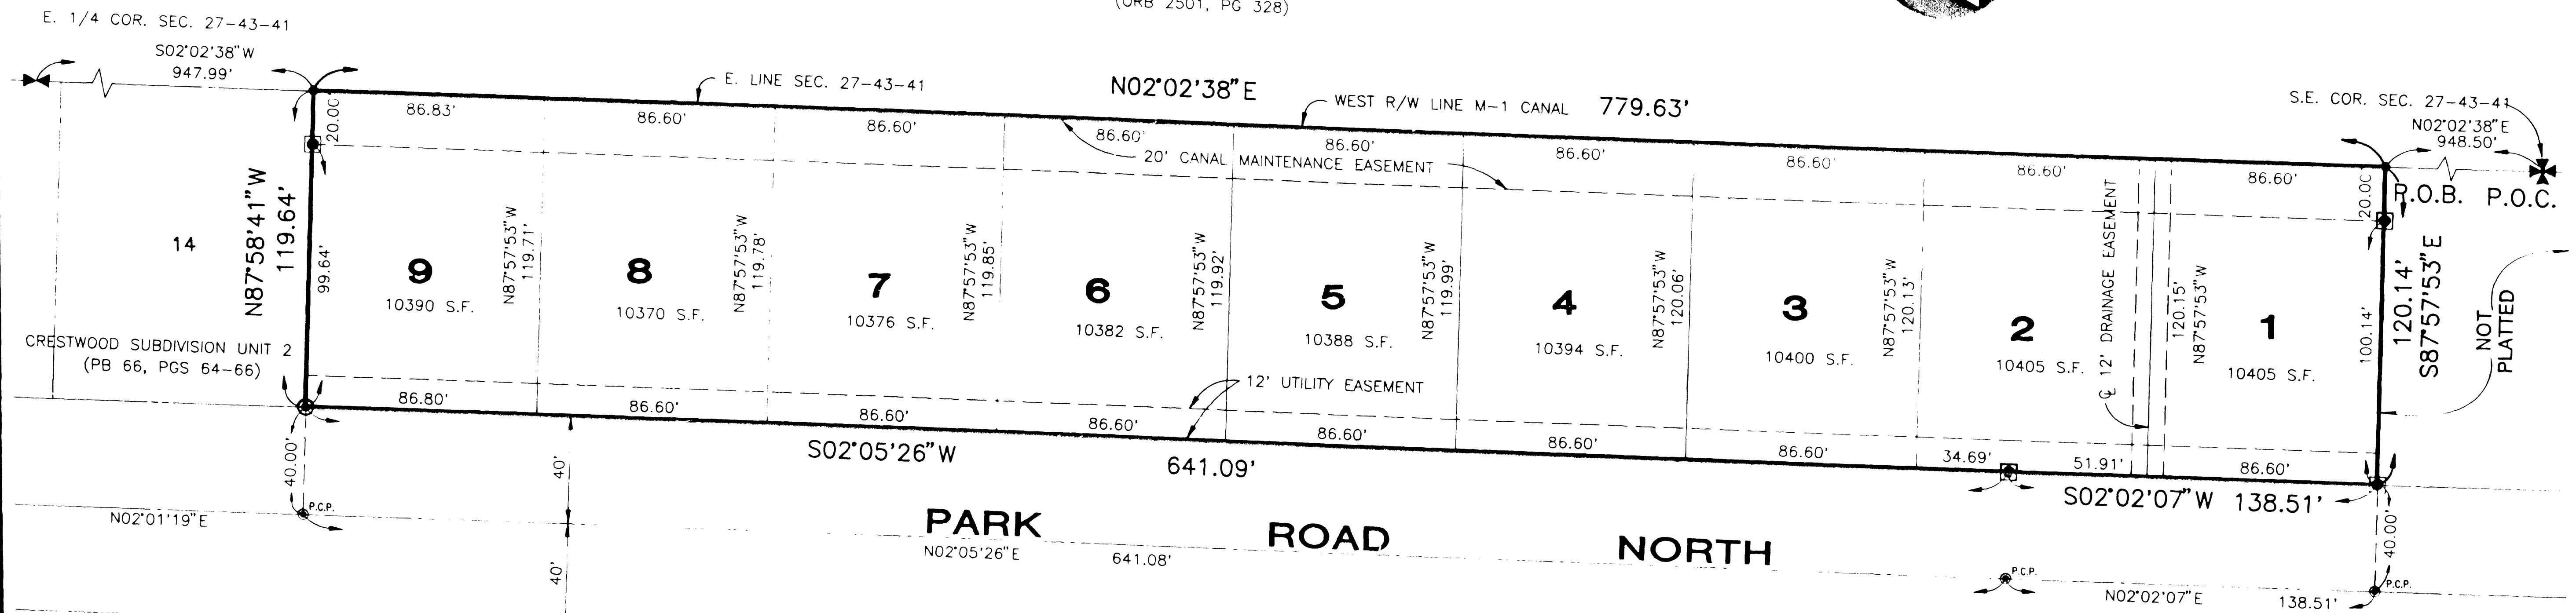 (ORB 2501, PG 328)
E. 1/4 COR. SEC. 27-43-41
S02°02'38"W
947.99'
E. LINE SEC. 27-43-41
N02°02'38"E
WEST R/W LINE M-1 CANAL
779.63'
S.E. COR. SEC. 27-43-41
N02°02'38"E
948.50'
86.83'
86.60'
86.60'
86.60'
86.60'
86.60'
86.60'
86.60'
86.60'
20' CANAL MAINTENANCE EASEMENT
20.00'
20.00'
P.O.B.
P.O.C.
14
N87°58'41"W
119.64'
99.64'
9
10390 S.F.
N87°57'53"W
119.71'
8
10370 S.F.
N87°57'53"W
119.78'
7
10376 S.F.
N87°57'53"W
119.85'
6
10382 S.F.
N87°57'53"W
119.92'
5
10388 S.F.
N87°57'53"W
119.99'
4
10394 S.F.
N87°57'53"W
120.06'
3
10400 S.F.
N87°57'53"W
120.13'
2
10405 S.F.
℄ 12' DRAINAGE EASEMENT
120.15'
N87°57'53"W
1
10405 S.F.
100.14'
120.14'
S87°57'53"E
NOT
PLATTED
CRESTWOOD SUBDIVISION UNIT 2
(PB 66, PGS 64-66)
12' UTILITY EASEMENT
86.80'
86.60'
86.60'
86.60'
86.60'
86.60'
86.60'
34.69'
51.91'
86.60'
S02°05'26"W
641.09'
S02°02'07"W 138.51'
40.00'
40'
40.00'
P.C.P.
N02°01'19"E
PARK ROAD NORTH
N02°05'26"E
641.08'
40'
P.C.P.
P.C.P.
N02°02'07"E
138.51'